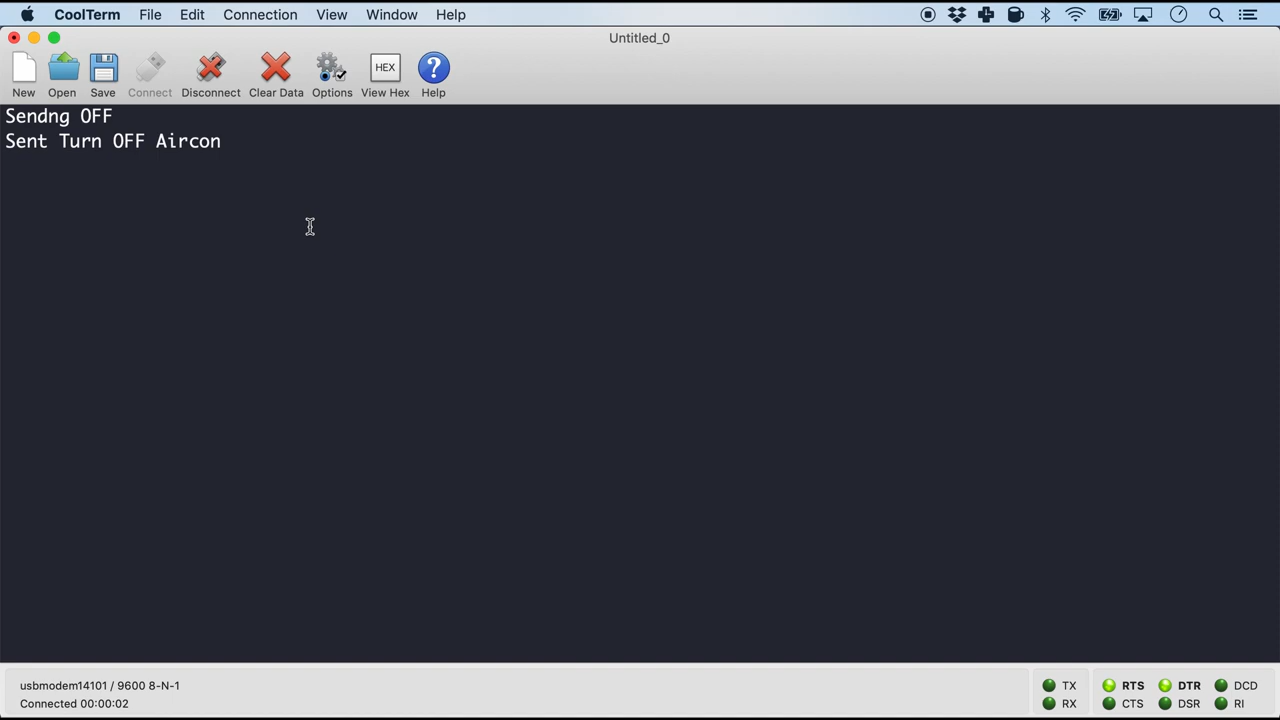 CoolTerm File Edit Connection View Window Help
Untitled_0
New Open Save Connect Disconnect Clear Data Options HEX View Hex ? Help
Sendng OFF
Sent Turn OFF Aircon
usbmodem14101 / 9600 8-N-1
Connected 00:00:02
TX RTS DTR DCD
RX CTS DSR RI